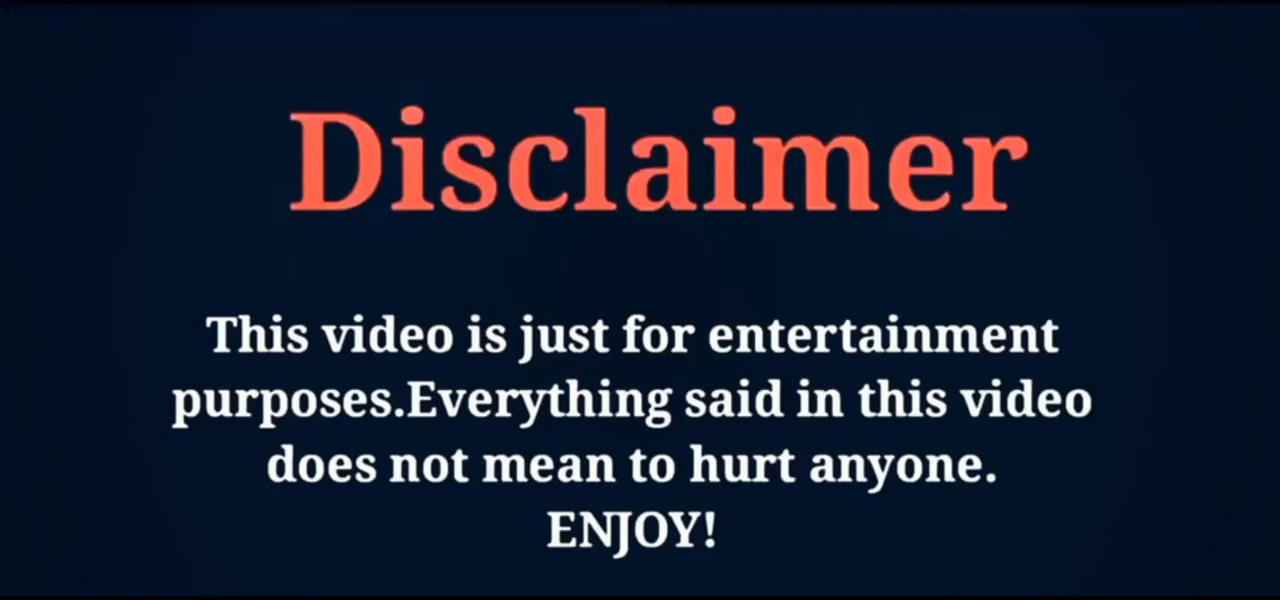 Disclaimer
This video is just for entertainment
purposes.Everything said in this video
does not mean to hurt anyone.
ENJOY!